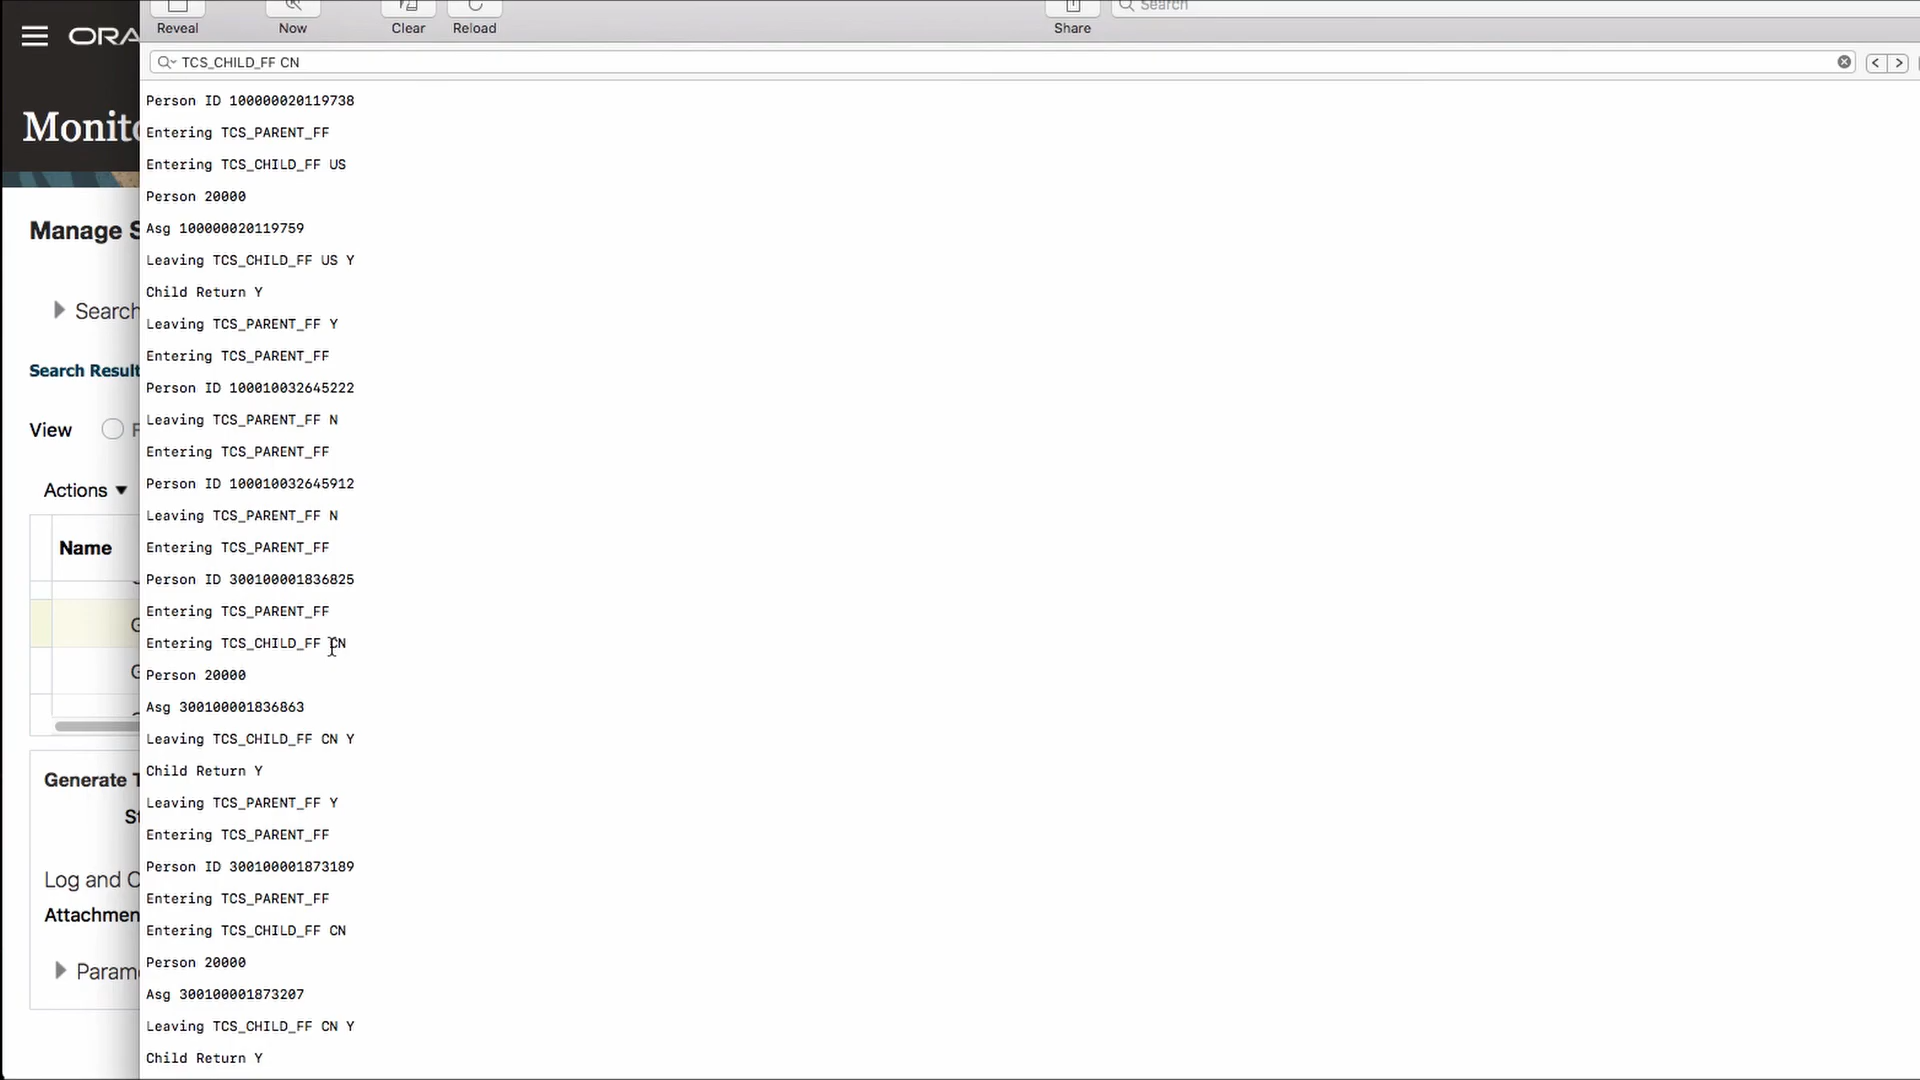 Reveal Now Clear Reload Share
Search
ORA
TCS_CHILD_FF CN
Monito
Manage S
Search
Search Result
View
Actions
Name
Generate T
St
Log and O
Attachmen
Param
Person ID 100000020119738
Entering TCS_PARENT_FF
Entering TCS_CHILD_FF US
Person 20000
Asg 100000020119759
Leaving TCS_CHILD_FF US Y
Child Return Y
Leaving TCS_PARENT_FF Y
Entering TCS_PARENT_FF
Person ID 100010032645222
Leaving TCS_PARENT_FF N
Entering TCS_PARENT_FF
Person ID 100010032645912
Leaving TCS_PARENT_FF N
Entering TCS_PARENT_FF
Person ID 300100001836825
Entering TCS_PARENT_FF
Entering TCS_CHILD_FF CN
Person 20000
Asg 300100001836863
Leaving TCS_CHILD_FF CN Y
Child Return Y
Leaving TCS_PARENT_FF Y
Entering TCS_PARENT_FF
Person ID 300100001873189
Entering TCS_PARENT_FF
Entering TCS_CHILD_FF CN
Person 20000
Asg 300100001873207
Leaving TCS_CHILD_FF CN Y
Child Return Y